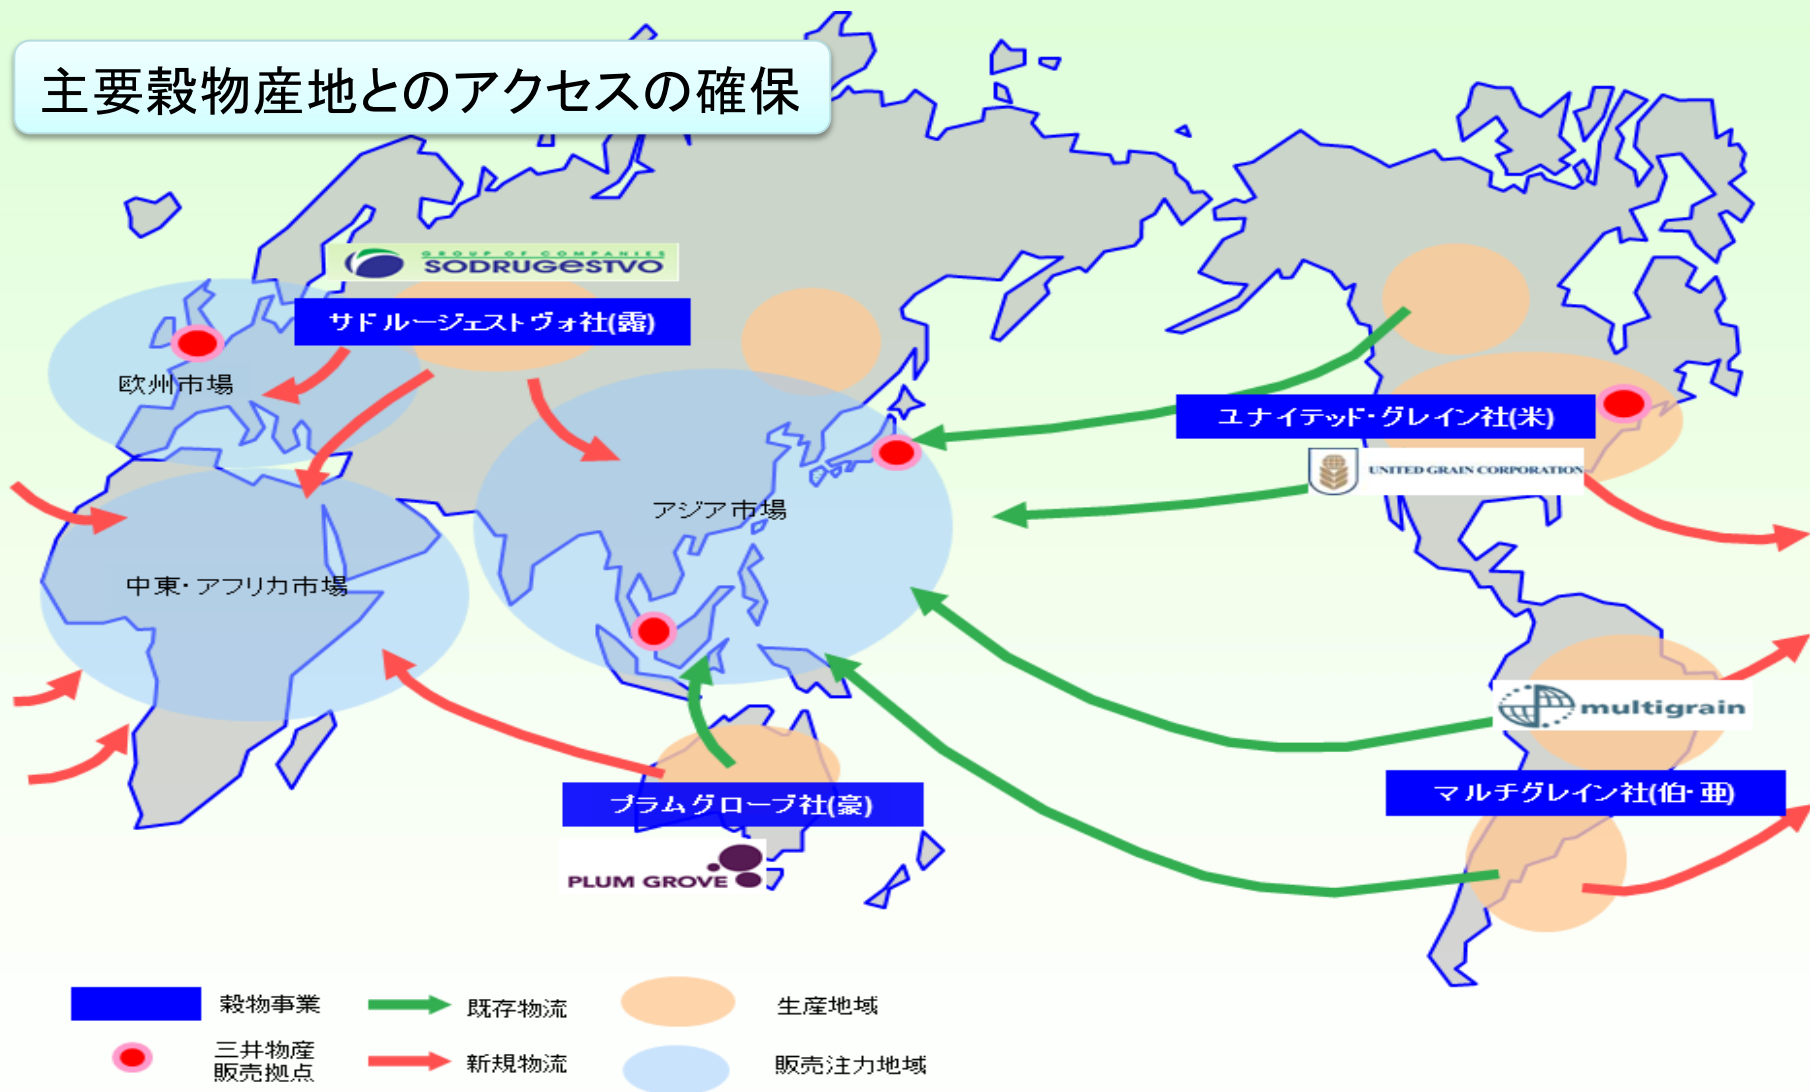 主要穀物産地とのアクセスの確保
GROUP OF COMPANIES
SODRUGESTVO
サドルージェストヴォ社(露)
欧州市場
ユナイテッド・グレイン社(米)
UNITED GRAIN CORPORATION
アジア市場
中東・アフリカ市場
multigrain
マルチグレイン社(伯・亜)
プラムグローブ社(豪)
PLUM GROVE
穀物事業
既存物流
生産地域
三井物産
販売拠点
新規物流
販売注力地域